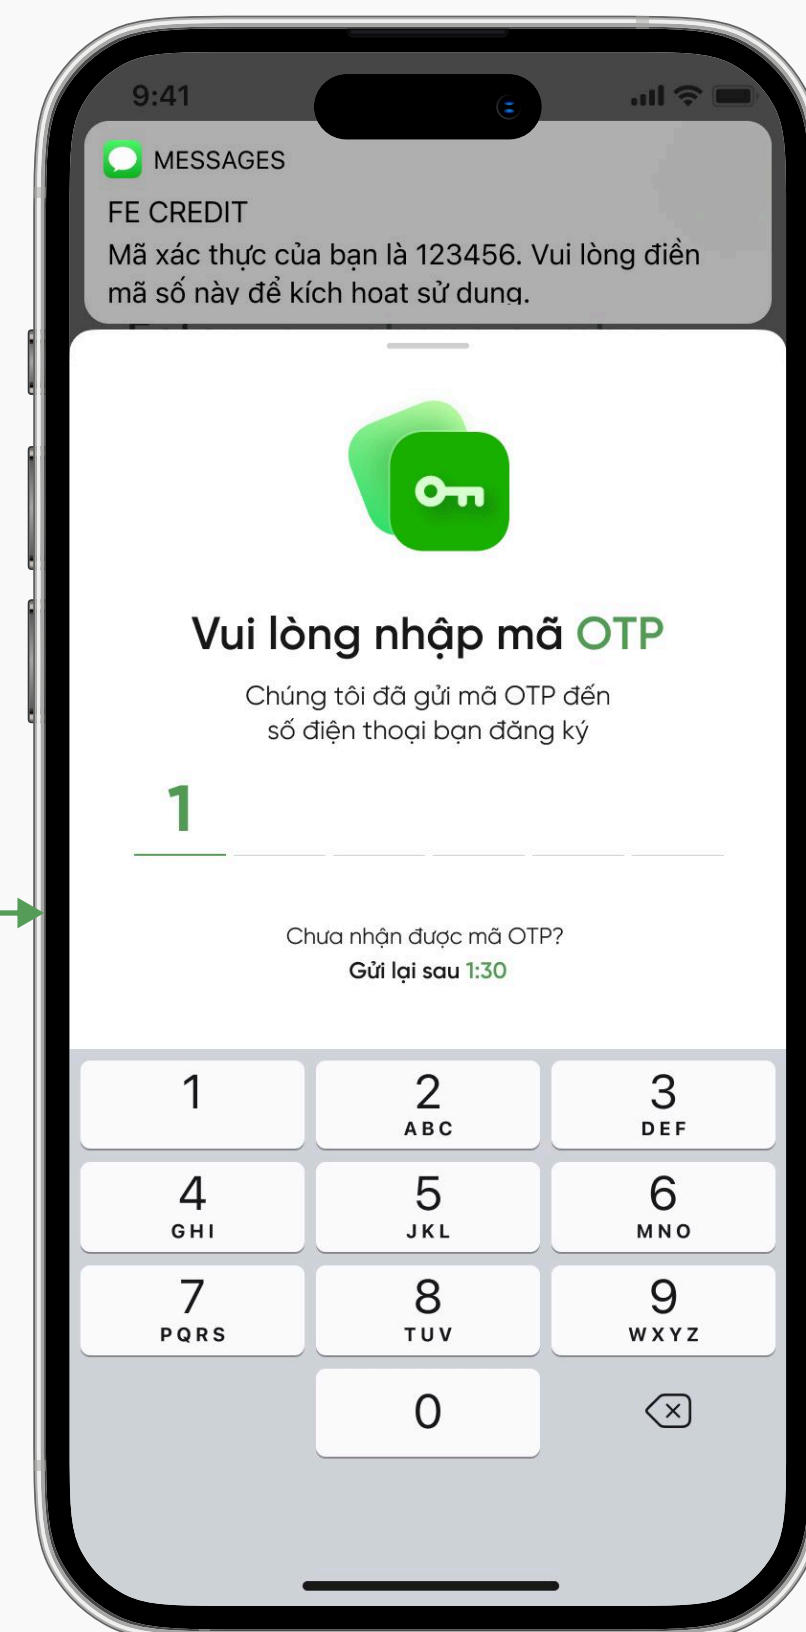 9:41
MESSAGES
FE CREDIT
Mã xác thực của bạn là 123456. Vui lòng điền
mã số này để kích hoạt sử dụng.
Vui lòng nhập mã OTP
Chúng tôi đã gửi mã OTP đến
số điện thoại bạn đăng ký
1
Chưa nhận được mã OTP?
Gửi lại sau 1:30
1
2
ABC
3
DEF
4
GHI
5
JKL
6
MNO
7
PQRS
8
TUV
9
WXYZ
0